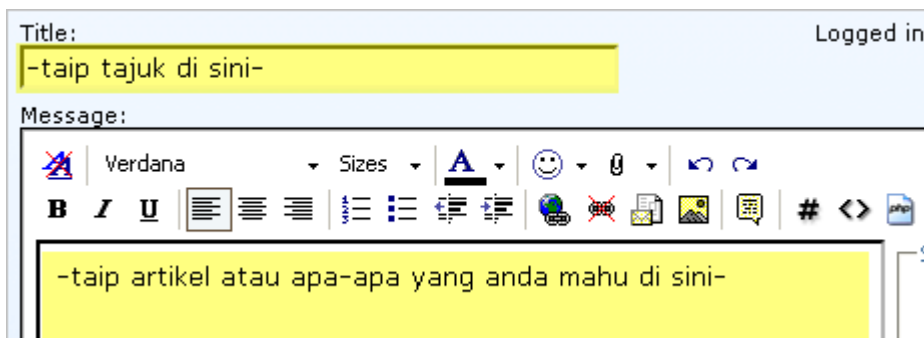 Title:
Logged in
-taip tajuk di sini-
Message:
Verdana Sizes A
B I U # <> php
-taip artikel atau apa-apa yang anda mahu di sini-